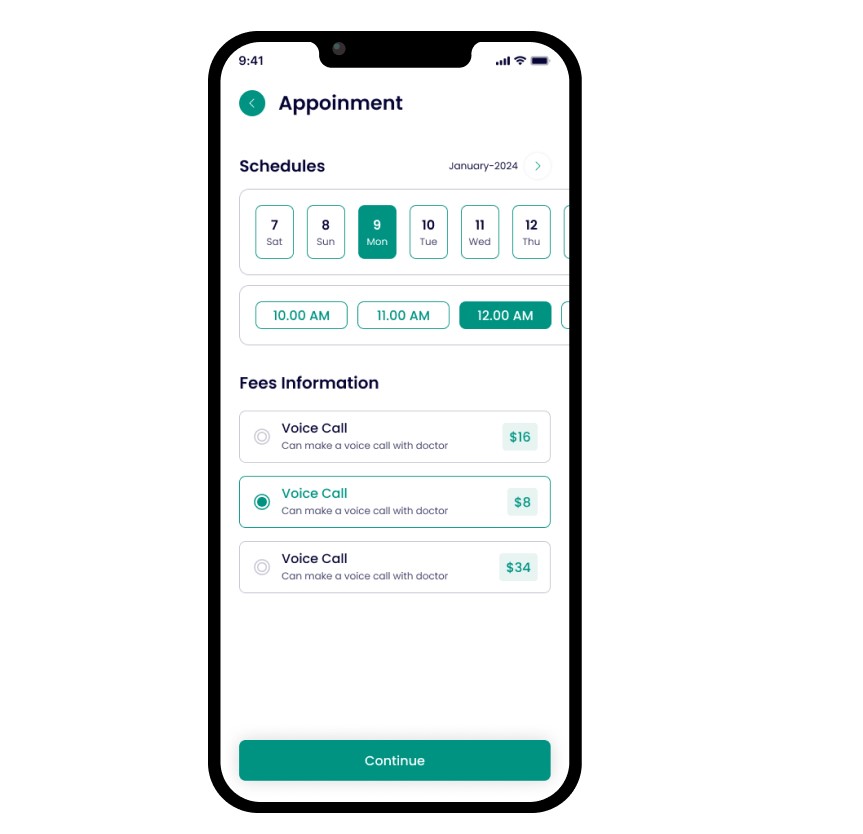 9:41
Appoinment
Schedules January-2024
7 8 9 10 11 12
Sat Sun Mon Tue Wed Thu
10.00 AM 11.00 AM 12.00 AM
Fees Information
Voice Call
Can make a voice call with doctor
$16
Voice Call
Can make a voice call with doctor
$8
Voice Call
Can make a voice call with doctor
$34
Continue